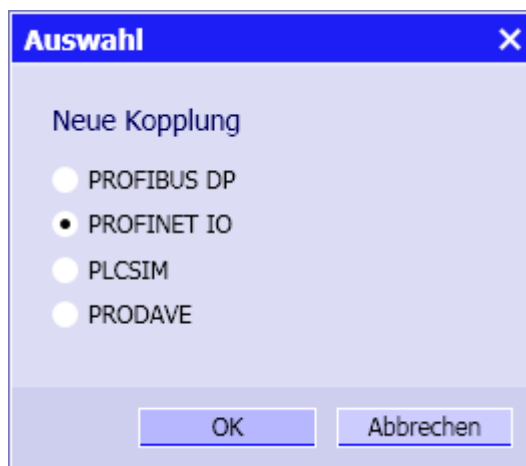 Auswahl
Neue Kopplung
PROFIBUS DP
PROFINET IO
PLCSIM
PRODAVE
OK Abbrechen